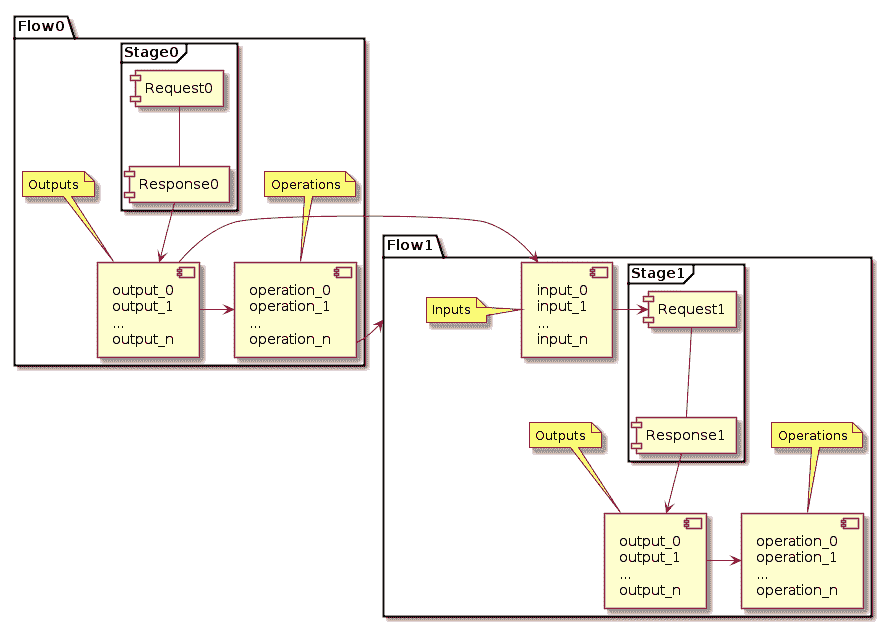 Flow0
Stage0
Request0
Outputs
Response0
Operations
output_0
output_1
...
output_n
operation_0
operation_1
...
operation_n
Flow1
Stage1
Inputs
input_0
input_1
...
input_n
Request1
Outputs
Response1
Operations
output_0
output_1
...
output_n
operation_0
operation_1
...
operation_n